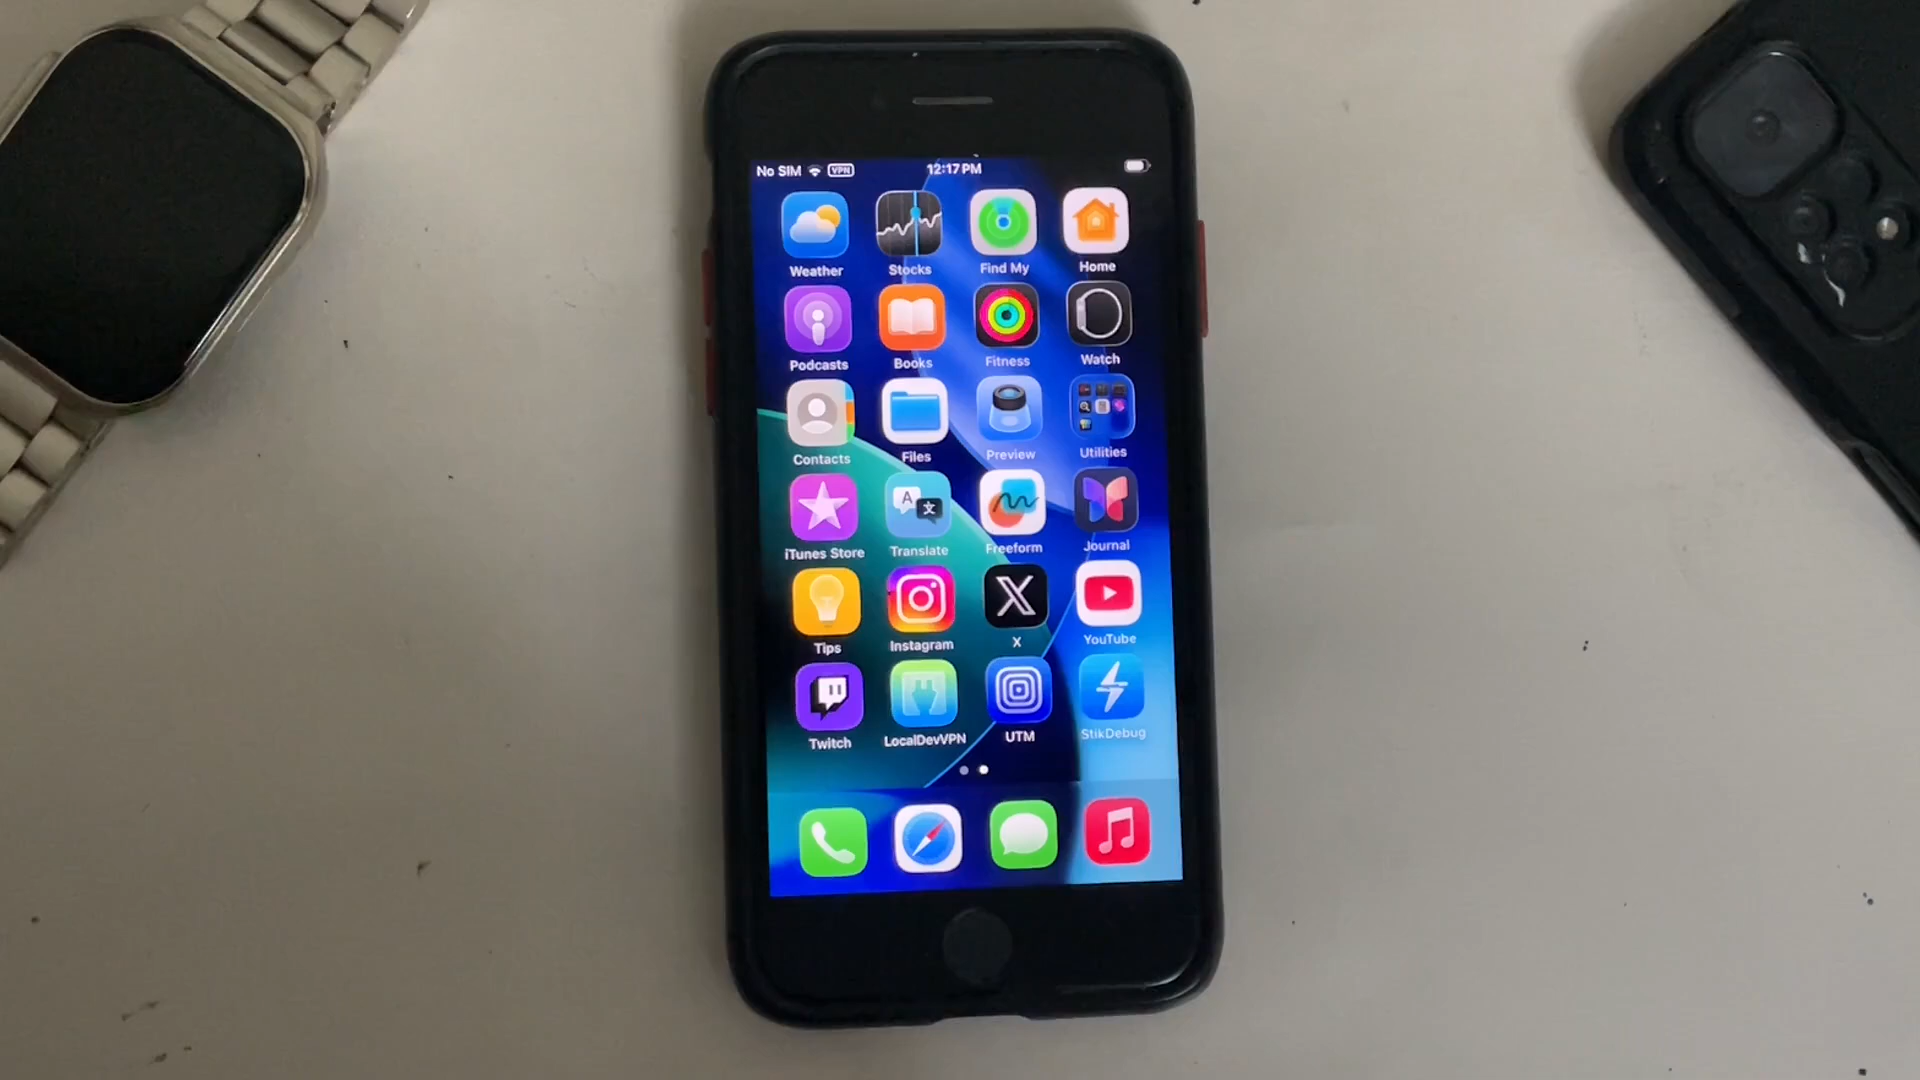 No SIM VPN 12:17 PM
Weather Stocks Find My Home
Podcasts Books Fitness Watch
Contacts Files Preview Utilities
A 文
iTunes Store Translate Freeform Journal
Tips Instagram X YouTube
Twitch LocalDevVPN UTM StikDebug